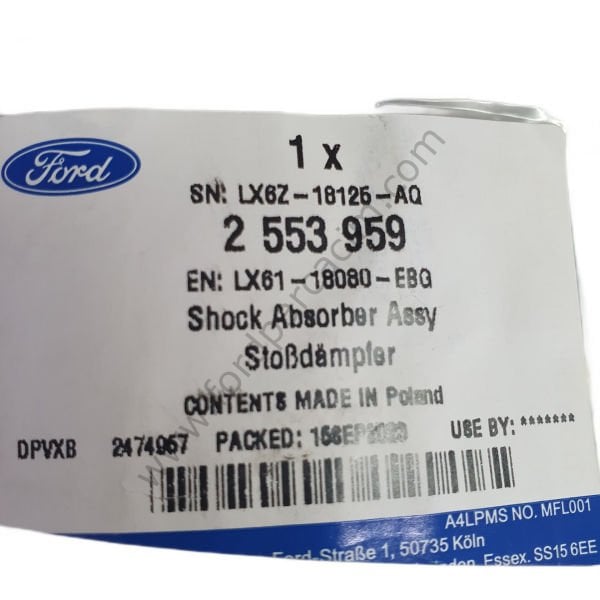 Ford
1 x
SN: LX6Z-18125-AQ
2 553 959
EN: LX61-18080-EBG
Shock Absorber Assy
Stoßdämpfer
CONTENTS MADE IN Poland
DPVXB 2474957 PACKED: USE BY: *******
A4LPMS NO. MFL001
Ford-Straße 1, 50735 Köln
Essex. SS15 6EE